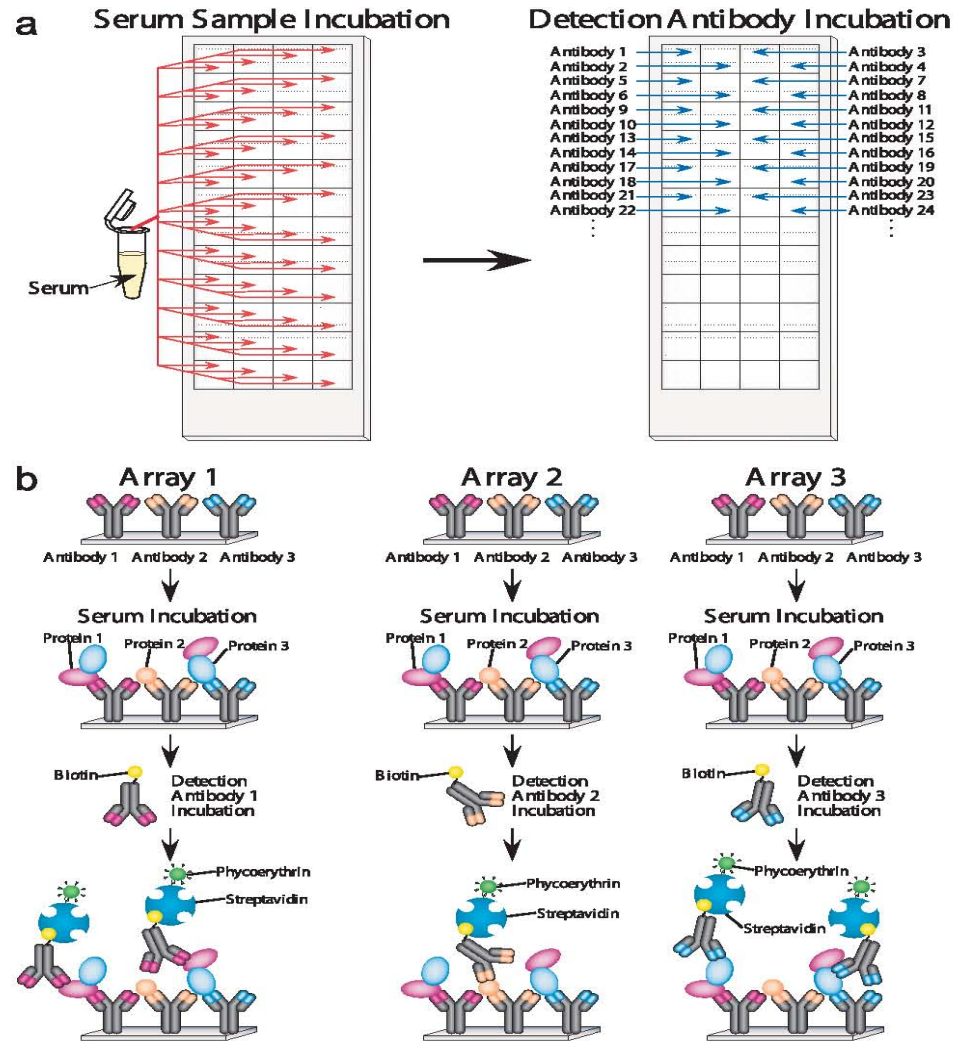 a
Serum Sample Incubation
Detection Antibody Incubation
Serum
Antibody 1
Antibody 2
Antibody 5
Antibody 6
Antibody 9
Antibody 10
Antibody 13
Antibody 14
Antibody 17
Antibody 18
Antibody 21
Antibody 22
Antibody 3
Antibody 4
Antibody 7
Antibody 8
Antibody 11
Antibody 12
Antibody 15
Antibody 16
Antibody 19
Antibody 20
Antibody 23
Antibody 24
b
Array 1
Antibody 1 Antibody 2 Antibody 3
Serum Incubation
Protein 1
Protein 2
Protein 3
Biotin
Detection
Antibody 1
Incubation
Phycoerythrin
Streptavidin
Array 2
Antibody 1 Antibody 2 Antibody 3
Serum Incubation
Protein 1
Protein 2
Protein 3
Biotin
Detection
Antibody 2
Incubation
Phycoerythrin
Streptavidin
Array 3
Antibody 1 Antibody 2 Antibody 3
Serum Incubation
Protein 1
Protein 2
Protein 3
Biotin
Detection
Antibody 3
Incubation
Phycoerythrin
Streptavidin